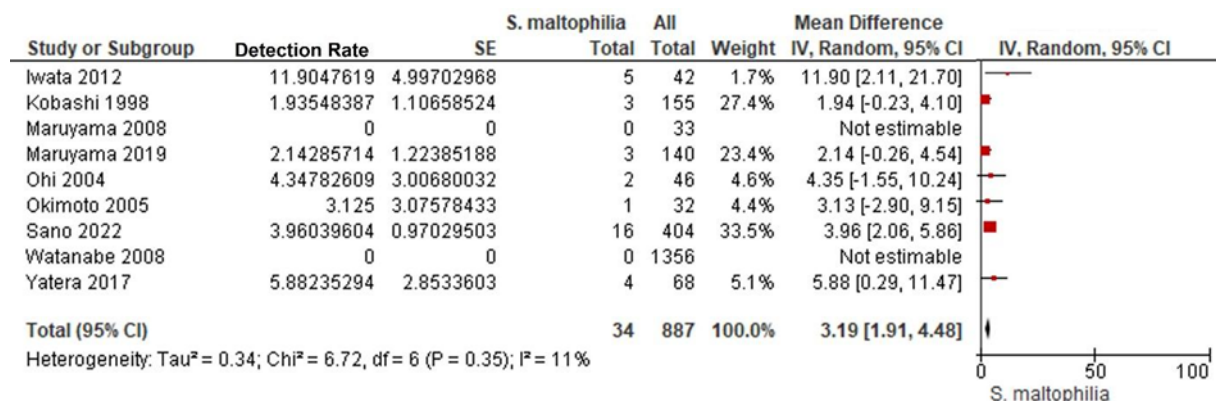 S. maltophilia All Mean Difference
Study or Subgroup Detection Rate SE Total Total Weight IV, Random, 95% CI IV, Random, 95% CI
Iwata 2012 11.9047619 4.99702968 5 42 1.7% 11.90 [2.11, 21.70]
Kobashi 1998 1.93548387 1.10658524 3 155 27.4% 1.94 [-0.23, 4.10]
Maruyama 2008 0 0 0 33 Not estimable
Maruyama 2019 2.14285714 1.22385188 3 140 23.4% 2.14 [-0.26, 4.54]
Ohi 2004 4.34782609 3.00680032 2 46 4.6% 4.35 [-1.55, 10.24]
Okimoto 2005 3.125 3.07578433 1 32 4.4% 3.13 [-2.90, 9.15]
Sano 2022 3.96039604 0.97029503 16 404 33.5% 3.96 [2.06, 5.86]
Watanabe 2008 0 0 0 1356 Not estimable
Yatera 2017 5.88235294 2.8533603 4 68 5.1% 5.88 [0.29, 11.47]
Total (95% CI) 34 887 100.0% 3.19 [1.91, 4.48]
Heterogeneity: Tau² = 0.34; Chi² = 6.72, df = 6 (P = 0.35); I² = 11%
0 50 100
S. maltophilia